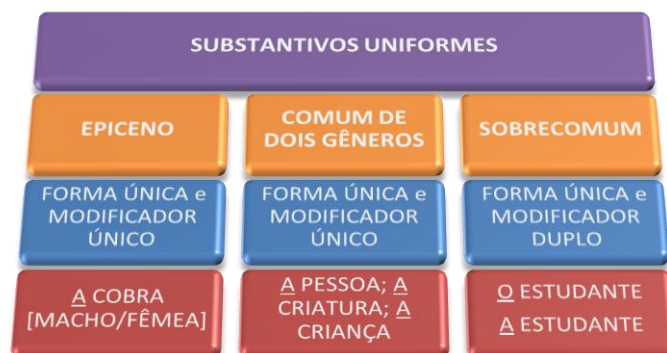 SUBSTANTIVOS UNIFORMES
EPICENO
COMUM DE
DOIS GÊNEROS
SOBRECOMUM
FORMA ÚNICA e
MODIFICADOR
ÚNICO
FORMA ÚNICA e
MODIFICADOR
ÚNICO
FORMA ÚNICA e
MODIFICADOR
DUPLO
A COBRA
[MACHO/FÊMEA]
A PESSOA; A
CRIATURA; A
CRIANÇA
O ESTUDANTE
A ESTUDANTE